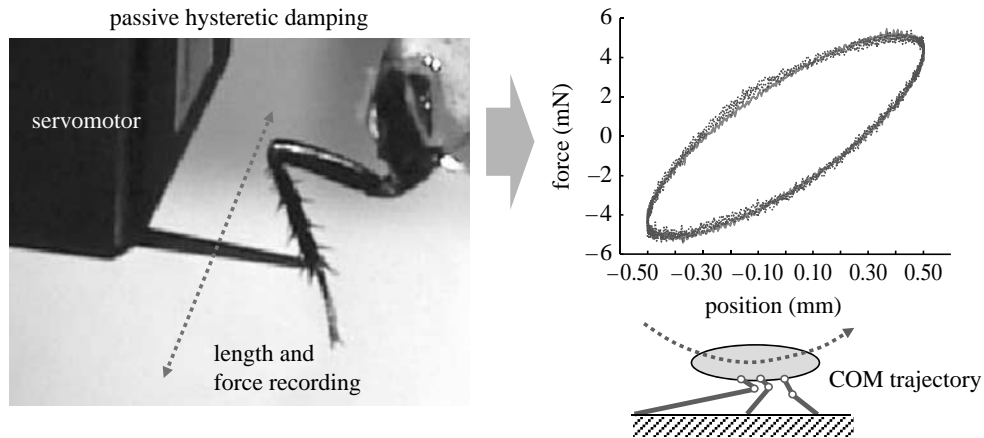 passive hysteretic damping
servomotor
length and
force recording
force (mN)
6
4
2
0
−2
−4
−6
−0.50 −0.30 −0.10 0.10 0.30 0.50
position (mm)
COM trajectory